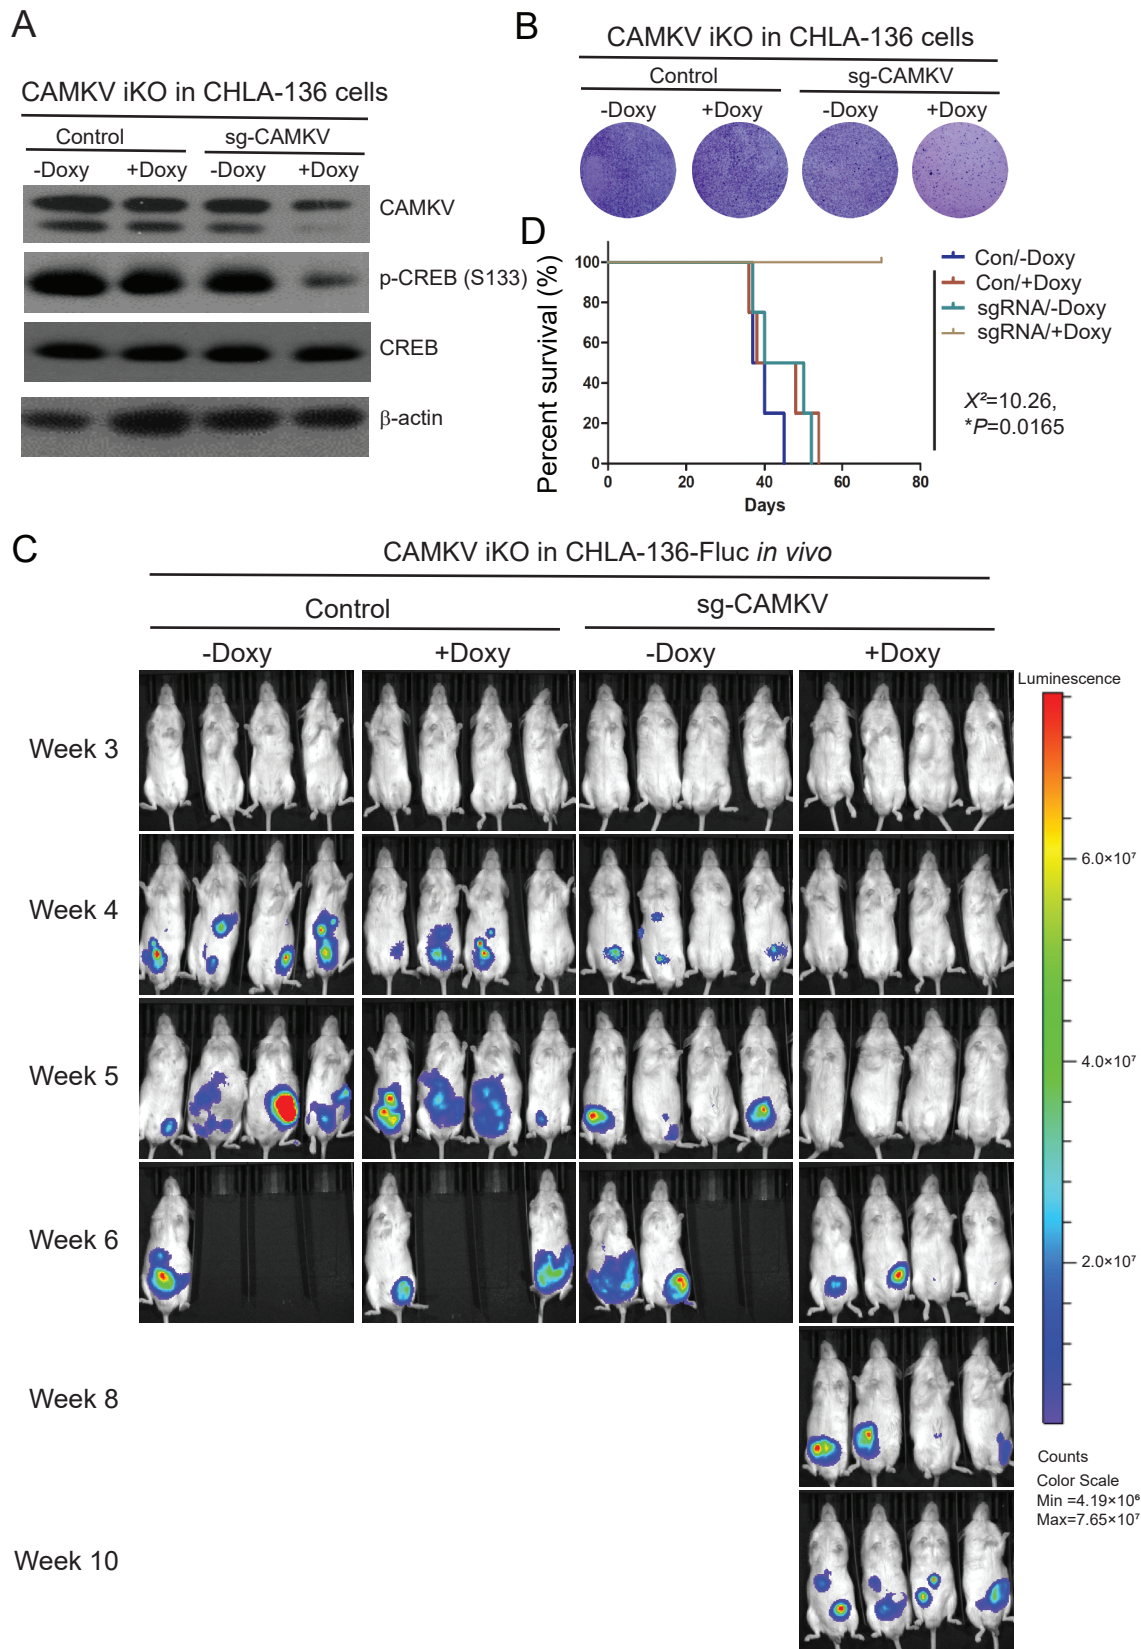 A
CAMKV iKO in CHLA-136 cells
Control sg-CAMKV
-Doxy +Doxy -Doxy +Doxy
CAMKV
p-CREB (S133)
CREB
β-actin
B
CAMKV iKO in CHLA-136 cells
Control sg-CAMKV
-Doxy +Doxy -Doxy +Doxy
D
Percent survival (%)
100
80
60
40
20
0
0 20 40 60 80
Days
Con/-Doxy
Con/+Doxy
sgRNA/-Doxy
sgRNA/+Doxy
X²=10.26,
*P=0.0165
C
CAMKV iKO in CHLA-136-Fluc in vivo
Control sg-CAMKV
-Doxy +Doxy -Doxy +Doxy
Week 3
Week 4
Week 5
Week 6
Week 8
Week 10
Luminescence
6.0×10⁷
4.0×10⁷
2.0×10⁷
Counts
Color Scale
Min =4.19×10⁶
Max=7.65×10⁷